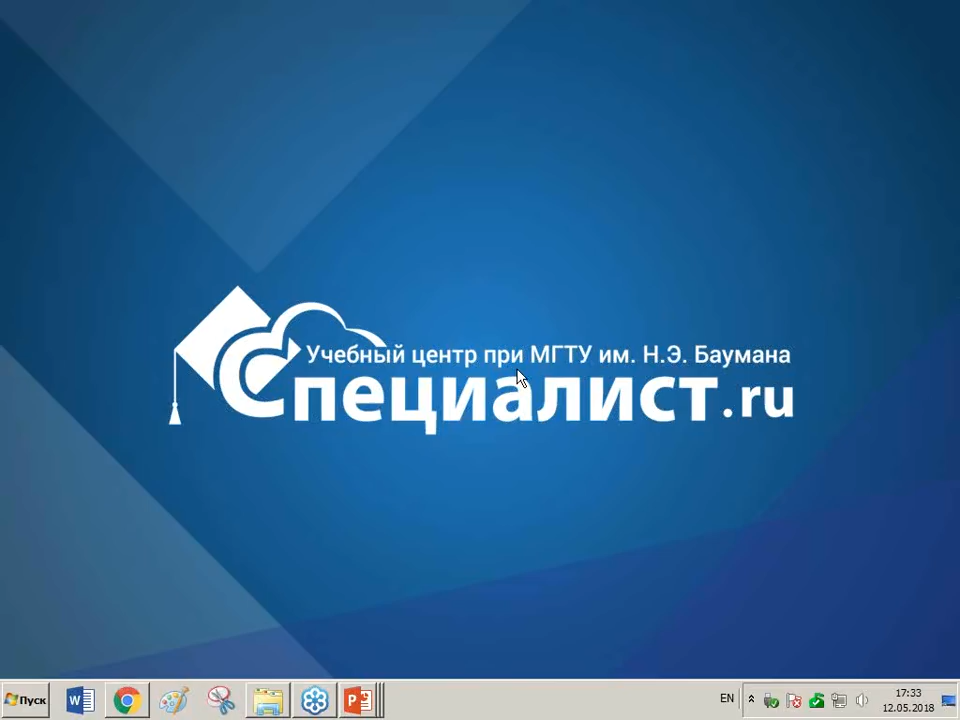 Учебный центр при МГТУ им. Н.Э. Баумана
Специалист.ru
Пуск
EN
17:33
12.05.2018